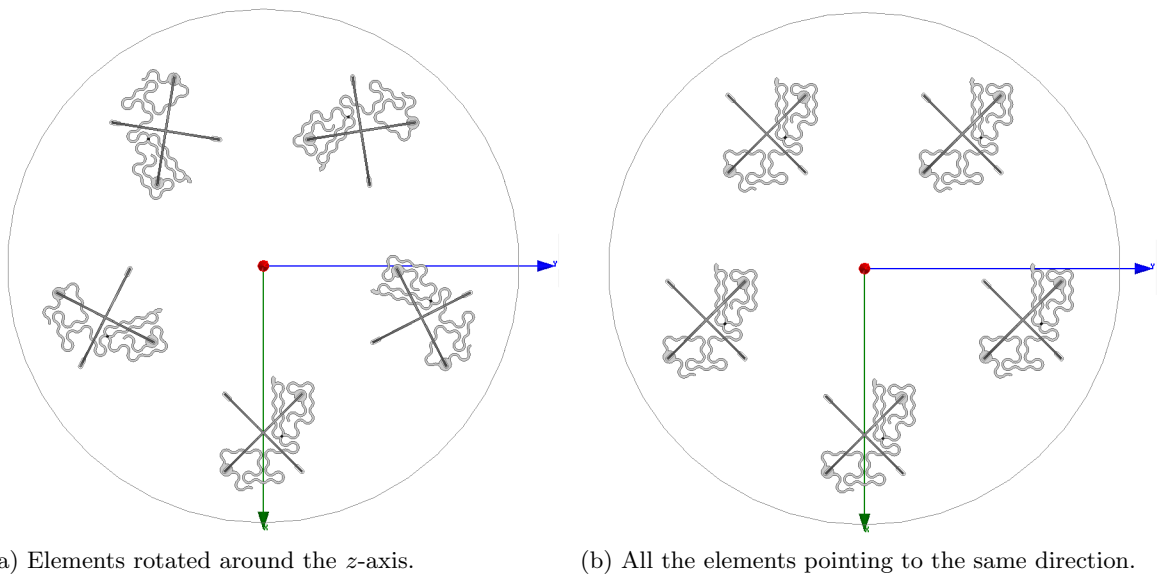 a) Elements rotated around the z-axis.
(b) All the elements pointing to the same direction.